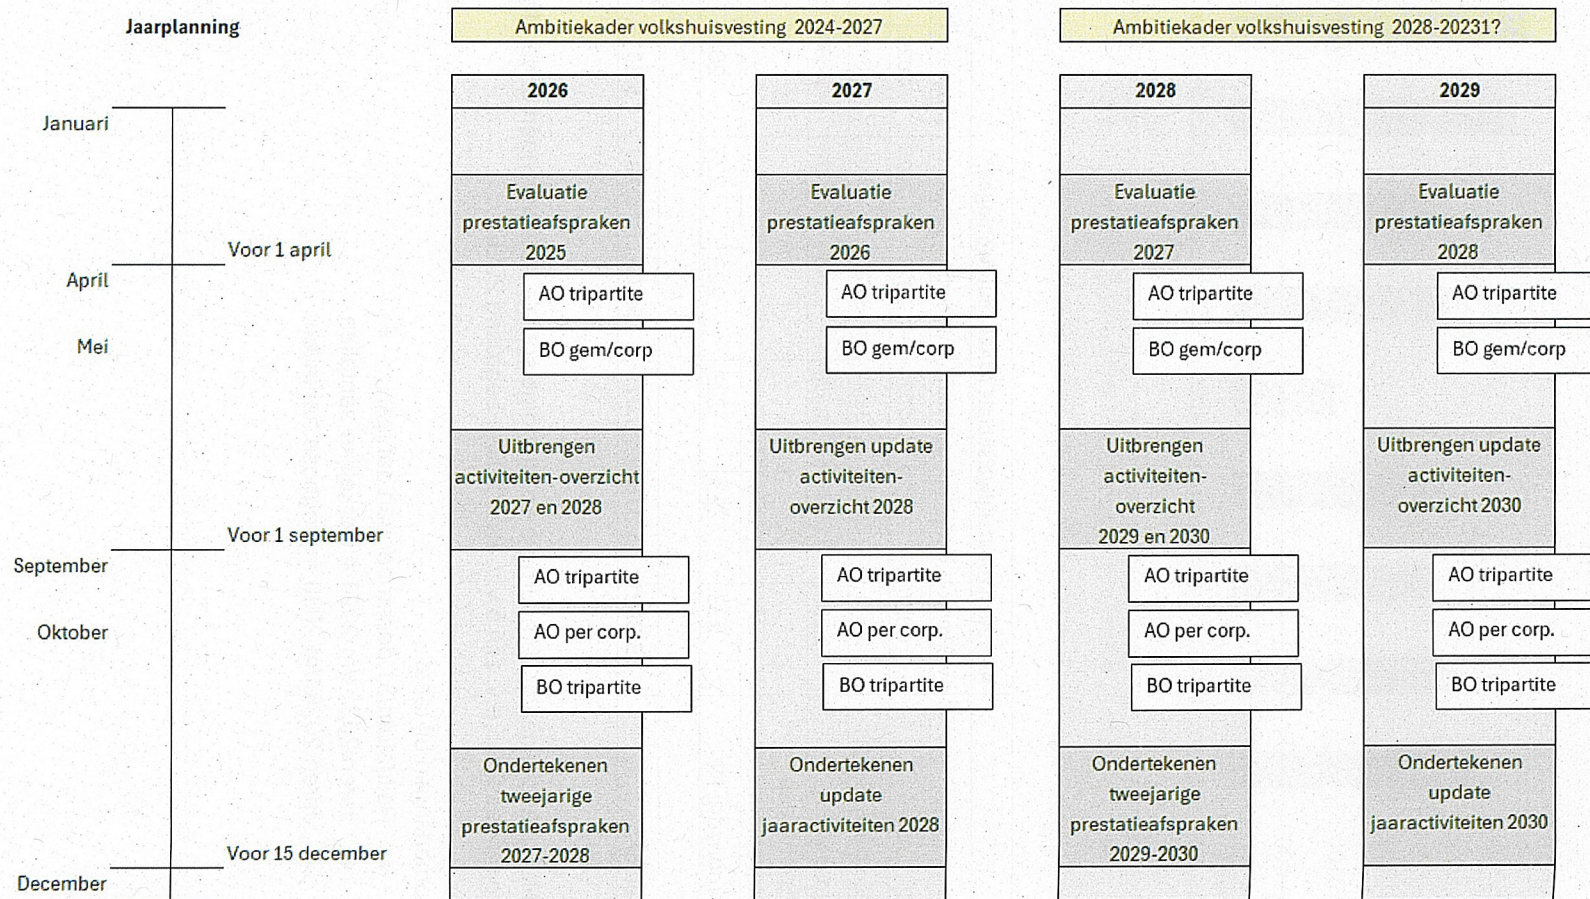 Jaarplanning
Ambitiekader volkshuisvesting 2024-2027
Ambitiekader volkshuisvesting 2028-20231?
Januari
Voor 1 april
April
Mei
Voor 1 september
September
Oktober
Voor 15 december
December
2026
Evaluatie
prestatieafspraken
2025
AO tripartite
BO gem/corp
Uitbrengen
activiteiten-overzicht
2027 en 2028
AO tripartite
AO per corp.
BO tripartite
Ondertekenen
tweejarige
prestatieafspraken
2027-2028
2027
Evaluatie
prestatieafspraken
2026
AO tripartite
BO gem/corp
Uitbrengen update
activiteiten-
overzicht 2028
AO tripartite
AO per corp.
BO tripartite
Ondertekenen
update
jaaractiviteiten 2028
2028
Evaluatie
prestatieafspraken
2027
AO tripartite
BO gem/corp
Uitbrengen
activiteiten-
overzicht
2029 en 2030
AO tripartite
AO per corp.
BO tripartite
Ondertekenen
tweejarige
prestatieafspraken
2029-2030
2029
Evaluatie
prestatieafspraken
2028
AO tripartite
BO gem/corp
Uitbrengen update
activiteiten-
overzicht 2030
AO tripartite
AO per corp.
BO tripartite
Ondertekenen
update
jaaractiviteiten 2030